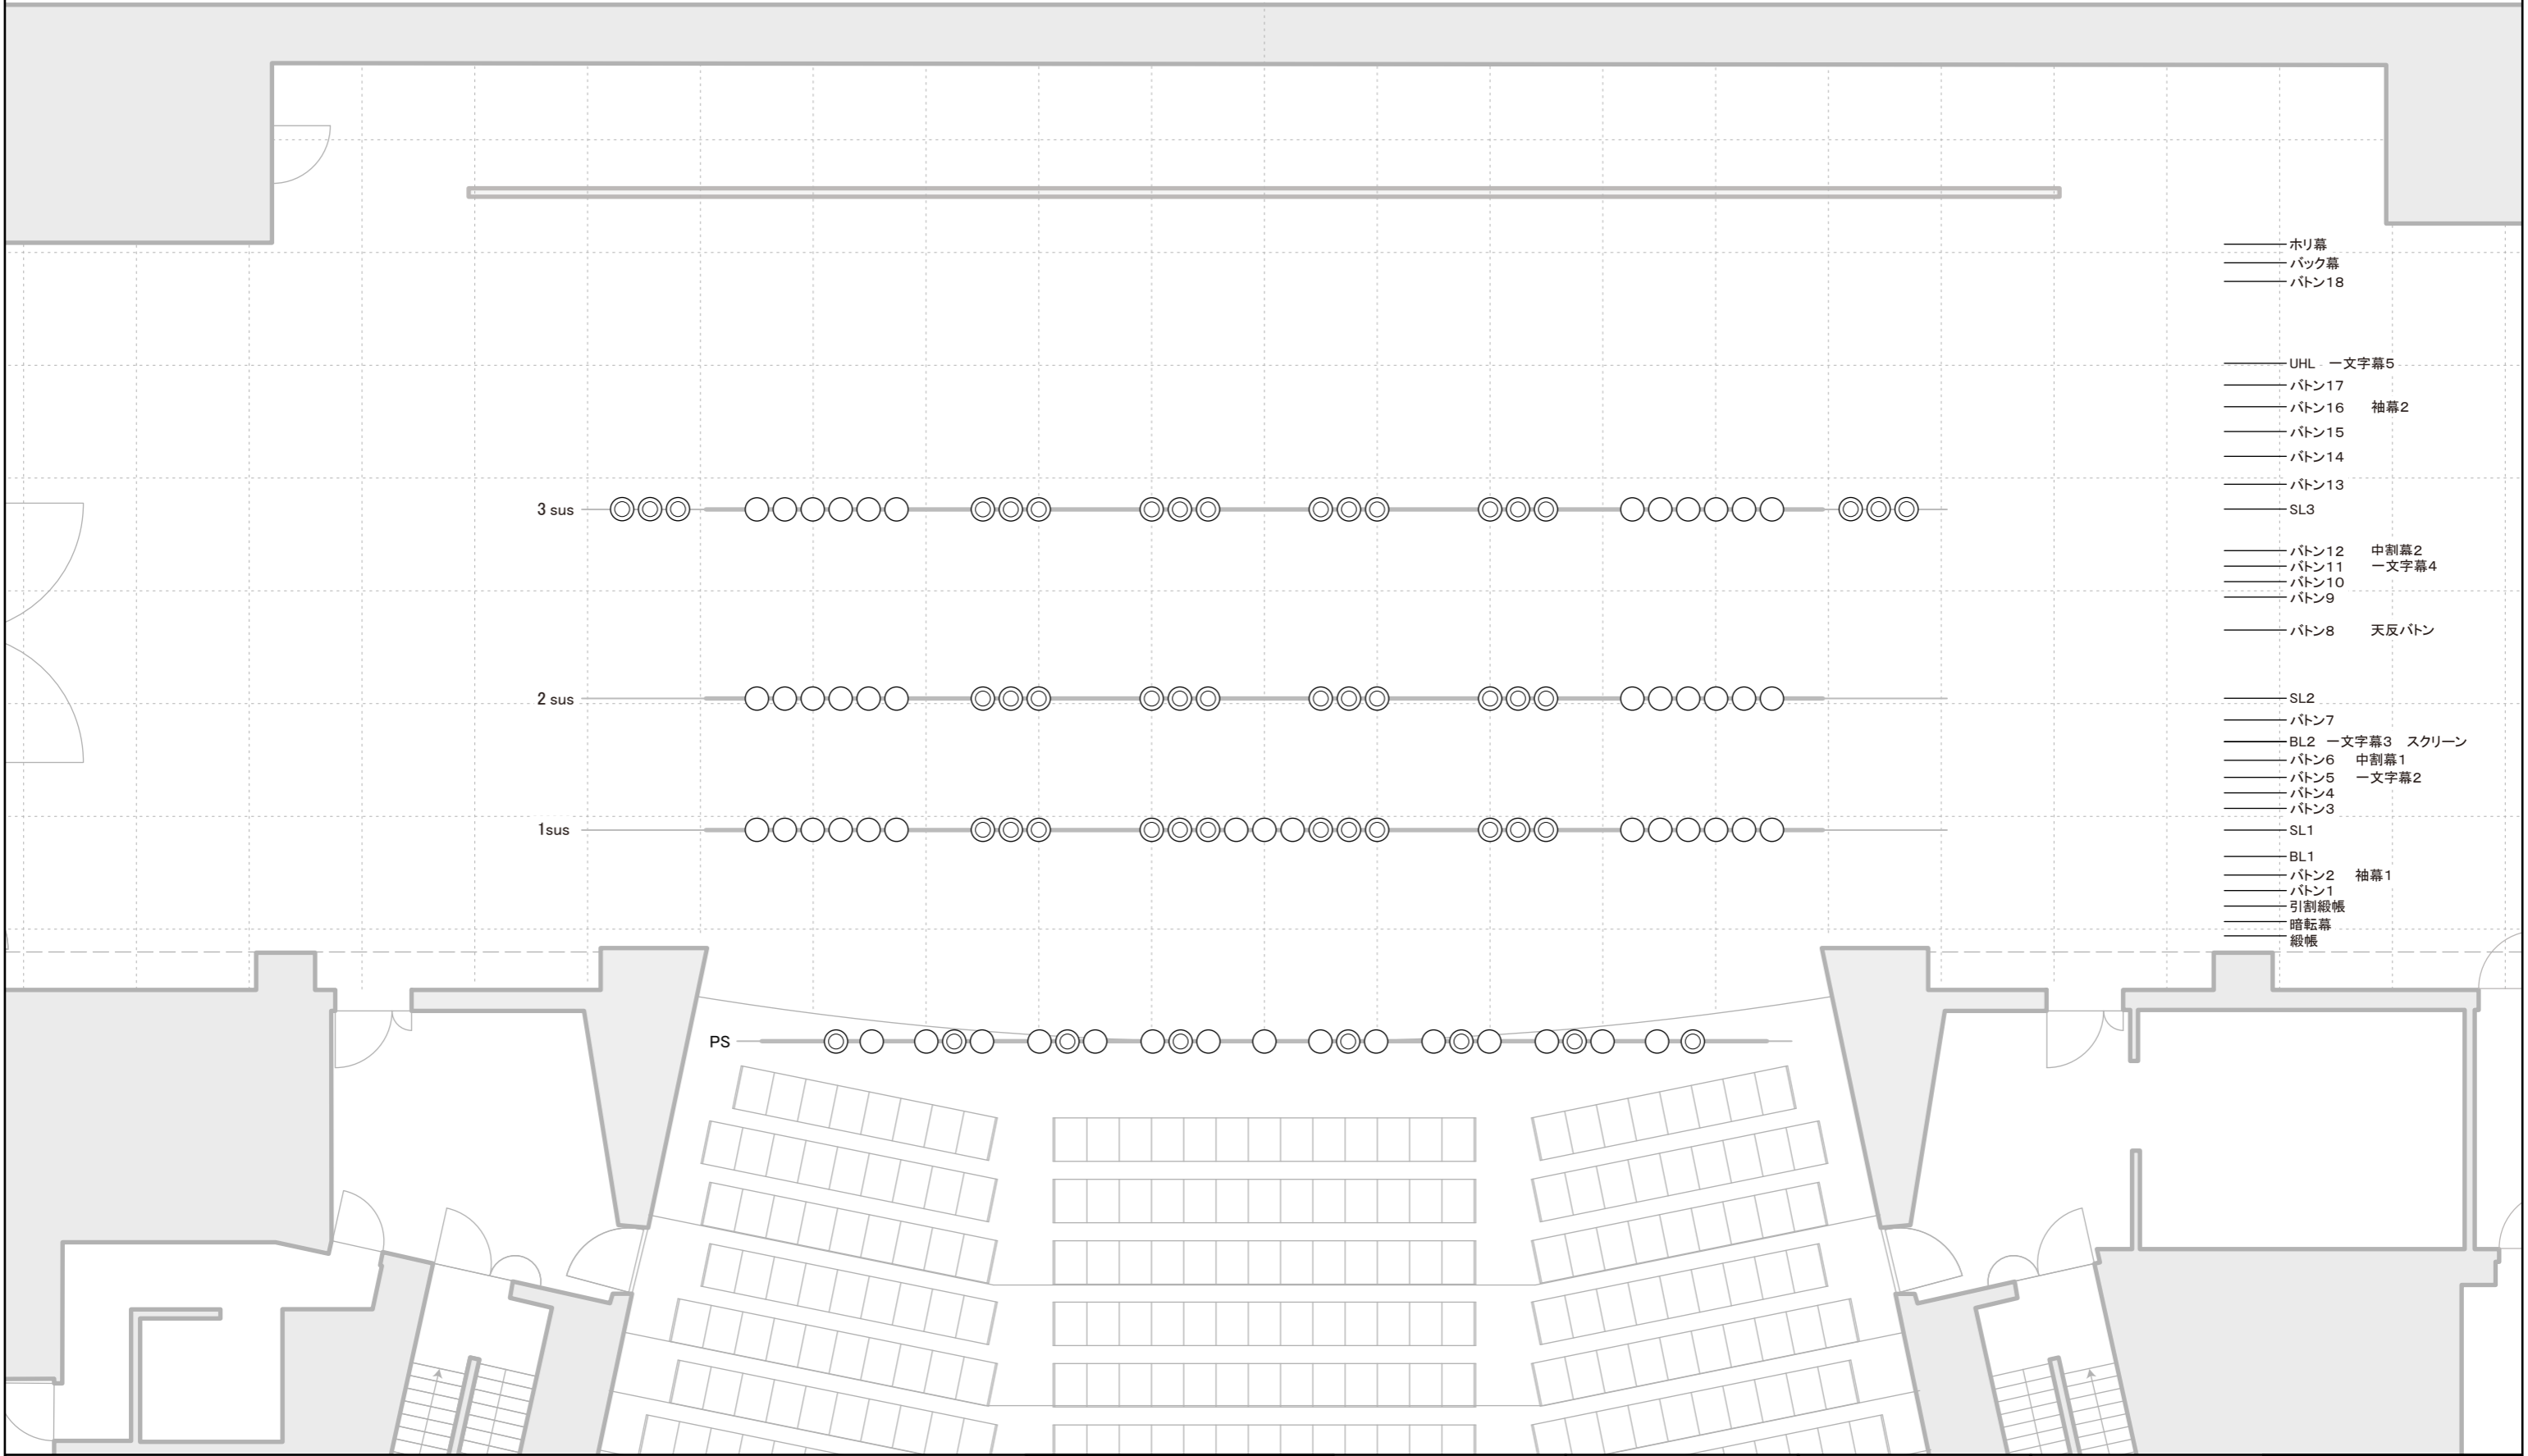 ホリ幕
バック幕
バトン18
UHL 一文字幕5
バトン17
バトン16 袖幕2
バトン15
バトン14
バトン13
3 sus
SL3
バトン12 中割幕2
バトン11 一文字幕4
バトン10
バトン9
バトン8 天反バトン
2 sus
SL2
バトン7
BL2 一文字幕3 スクリーン
バトン6 中割幕1
バトン5 一文字幕2
バトン4
バトン3
1sus
SL1
BL1
バトン2 袖幕1
バトン1
引割緞帳
暗転幕
緞帳
PS